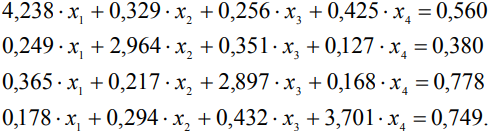 4,238 · x₁ + 0,329 · x₂ + 0,256 · x₃ + 0,425 · x₄ = 0,560
0,249 · x₁ + 2,964 · x₂ + 0,351 · x₃ + 0,127 · x₄ = 0,380
0,365 · x₁ + 0,217 · x₂ + 2,897 · x₃ + 0,168 · x₄ = 0,778
0,178 · x₁ + 0,294 · x₂ + 0,432 · x₃ + 3,701 · x₄ = 0,749.